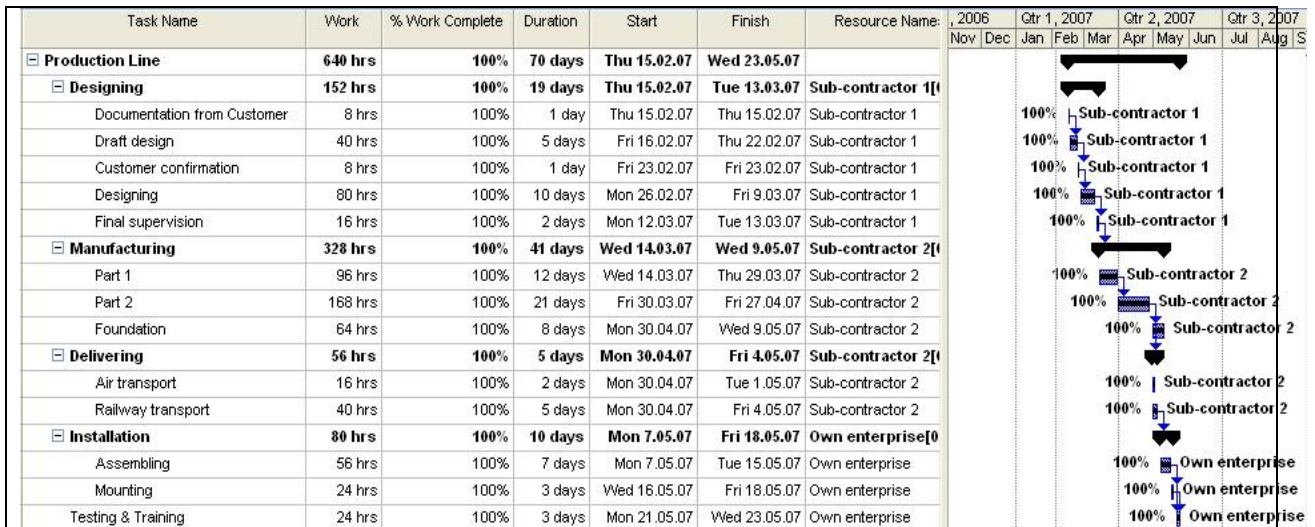 Task Name Work % Work Complete Duration Start Finish Resource Name: , 2006 Qtr 1, 2007 Qtr 2, 2007 Qtr 3, 2007
Nov Dec Jan Feb Mar Apr May Jun Jul Aug S
Production Line 640 hrs 100% 70 days Thu 15.02.07 Wed 23.05.07
Designing 152 hrs 100% 19 days Thu 15.02.07 Tue 13.03.07 Sub-contractor 1[
Documentation from Customer 8 hrs 100% 1 day Thu 15.02.07 Thu 15.02.07 Sub-contractor 1 100% Sub-contractor 1
Draft design 40 hrs 100% 5 days Fri 16.02.07 Thu 22.02.07 Sub-contractor 1 100% Sub-contractor 1
Customer confirmation 8 hrs 100% 1 day Fri 23.02.07 Fri 23.02.07 Sub-contractor 1 100% Sub-contractor 1
Designing 80 hrs 100% 10 days Mon 26.02.07 Fri 9.03.07 Sub-contractor 1 100% Sub-contractor 1
Final supervision 16 hrs 100% 2 days Mon 12.03.07 Tue 13.03.07 Sub-contractor 1 100% Sub-contractor 1
Manufacturing 328 hrs 100% 41 days Wed 14.03.07 Wed 9.05.07 Sub-contractor 2[
Part 1 96 hrs 100% 12 days Wed 14.03.07 Thu 29.03.07 Sub-contractor 2 100% Sub-contractor 2
Part 2 168 hrs 100% 21 days Fri 30.03.07 Fri 27.04.07 Sub-contractor 2 100% Sub-contractor 2
Foundation 64 hrs 100% 8 days Mon 30.04.07 Wed 9.05.07 Sub-contractor 2 100% Sub-contractor 2
Delivering 56 hrs 100% 5 days Mon 30.04.07 Fri 4.05.07 Sub-contractor 2[
Air transport 16 hrs 100% 2 days Mon 30.04.07 Tue 1.05.07 Sub-contractor 2 100% Sub-contractor 2
Railway transport 40 hrs 100% 5 days Mon 30.04.07 Fri 4.05.07 Sub-contractor 2 100% Sub-contractor 2
Installation 80 hrs 100% 10 days Mon 7.05.07 Fri 18.05.07 Own enterprise[0
Assembling 56 hrs 100% 7 days Mon 7.05.07 Tue 15.05.07 Own enterprise 100% Own enterprise
Mounting 24 hrs 100% 3 days Wed 16.05.07 Fri 18.05.07 Own enterprise 100% Own enterprise
Testing & Training 24 hrs 100% 3 days Mon 21.05.07 Wed 23.05.07 Own enterprise 100% Own enterprise